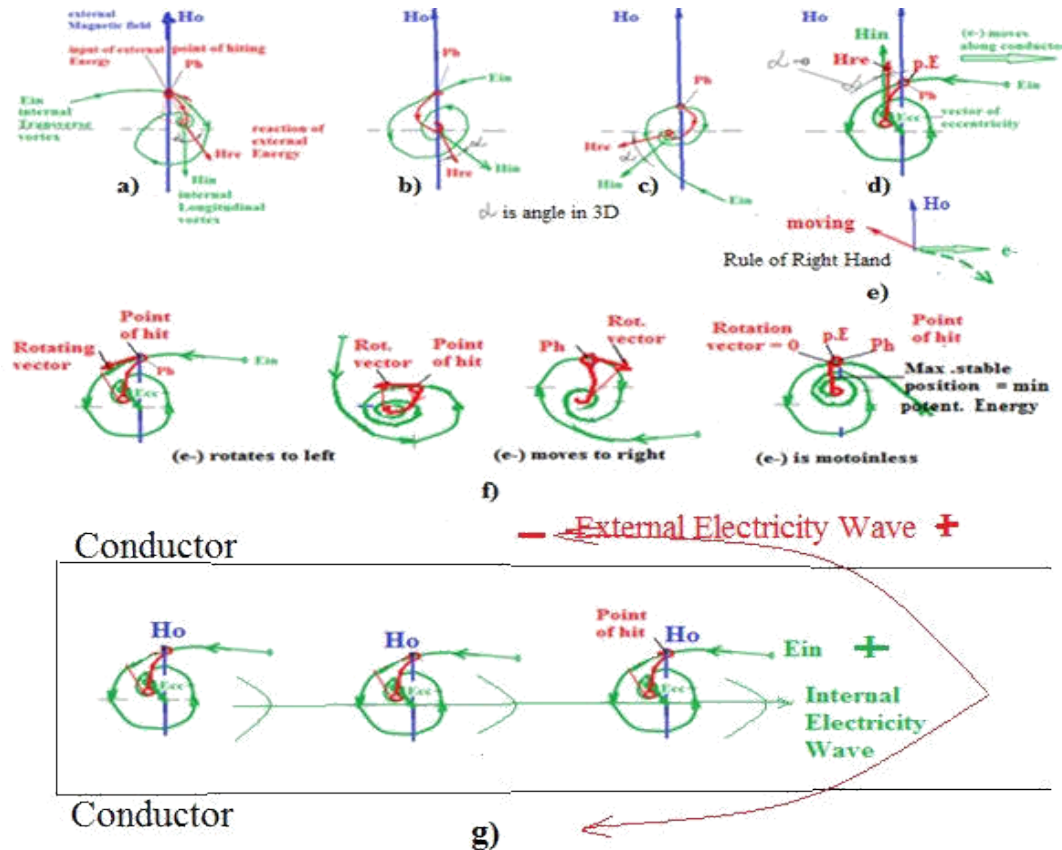 external
Magnetic field
Ho
input of external
Energy
point of hiting
Ph
Ein
internal
Transverse
vortex
reaction of
external
Energy
Hre
Hin
internal
Longitudinal
vortex
a)
Ho
Ph
Ein
α
Hin
Hre
b)
α is angle in 3D
Ho
Ph
Hre
α
Hin
Ein
c)
Ho
Hin
Hre
p.E
Ph
Ein
(e-) moves
along conductor
Ecc
vector of
eccentricity
d)
Ho
moving
e-
Rule of Right Hand
e)
Point
of hit
Rotating
vector
Ein
Ph
Ecc
(e-) rotates to left
Rot.
vector
Point
of hit
Ph
Rot.
vector
(e-) moves to right
Rotation
vector = 0
p.E
Ph
Point
of hit
Max .stable
position = min
potent. Energy
(e-) is motoinless
f)
Conductor
- External Electricity Wave +
Ho
Ecc
Ho
Ecc
Point
of hit
Ho
Ecc
Ein +
Internal
Electricity
Wave
Conductor
g)